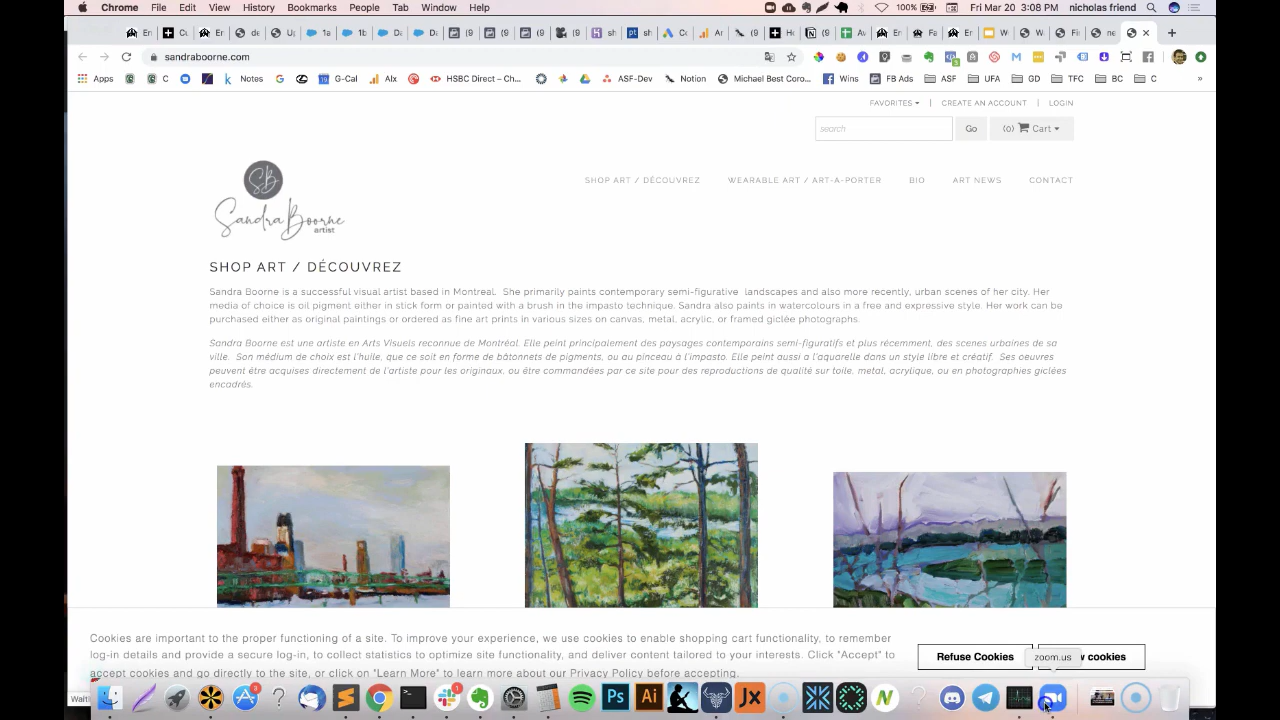 Chrome File Edit View History Bookmarks People Tab Window Help 100% Fri Mar 20 3:08 PM nicholas friend
sandraboorne.com
Apps G C Notes G-Cal Alx HSBC Direct – On... ASF-Dev Notion Michael Best Coro... Wins FB Ads ASF UFA GD TFC BC C »
FAVORITES | CREATE AN ACCOUNT | LOGIN
search Go (0) Cart
SB
Sandra Boorne
artist
SHOP ART / DÉCOUVREZ WEARABLE ART / ART-A-PORTER BIO ART NEWS CONTACT
SHOP ART / DÉCOUVREZ
Sandra Boorne is a successful visual artist based in Montreal. She primarily paints contemporary semi-figurative landscapes and also more recently, urban scenes of her city. Her
media of choice is oil pigment either in stick form or painted with a brush in the impasto technique. Sandra also paints in watercolours in a free and expressive style. Her work can be
purchased either as original paintings or ordered as fine art prints in various sizes on canvas, metal, acrylic, or framed giclèe photographs.
Sandra Boorne est une artiste en Arts Visuels reconnue de Montréal. Elle peint principalement des paysages contemporains semi-figuratifs et plus récemment, des scenes urbaines de sa
ville. Son médium de choix est l'huile, que ce soit en forme de bâtonnets de pigments, ou au pinceau à l'impasto. Elle peint aussi a l'aquarelle dans un style libre et créatif. Ses oeuvres
peuvent être acquises directement de l'artiste pour les originaux, ou être commandées par ce site pour des reproductions de qualité sur toile, metal, acrylique, ou en photographies giclées
encadrés.
Cookies are important to the proper functioning of a site. To improve your experience, we use cookies to enable shopping cart functionality, to remember
log-in details and provide a secure log-in, to collect statistics to optimize site functionality, and deliver content tailored to your interests. Click "Accept" to
accept cookies and go directly to the site, or click "Learn More" to learn more about our Privacy Policy before accepting.
Refuse Cookies zoom.us cookies
Waiti
Ps Ai JX